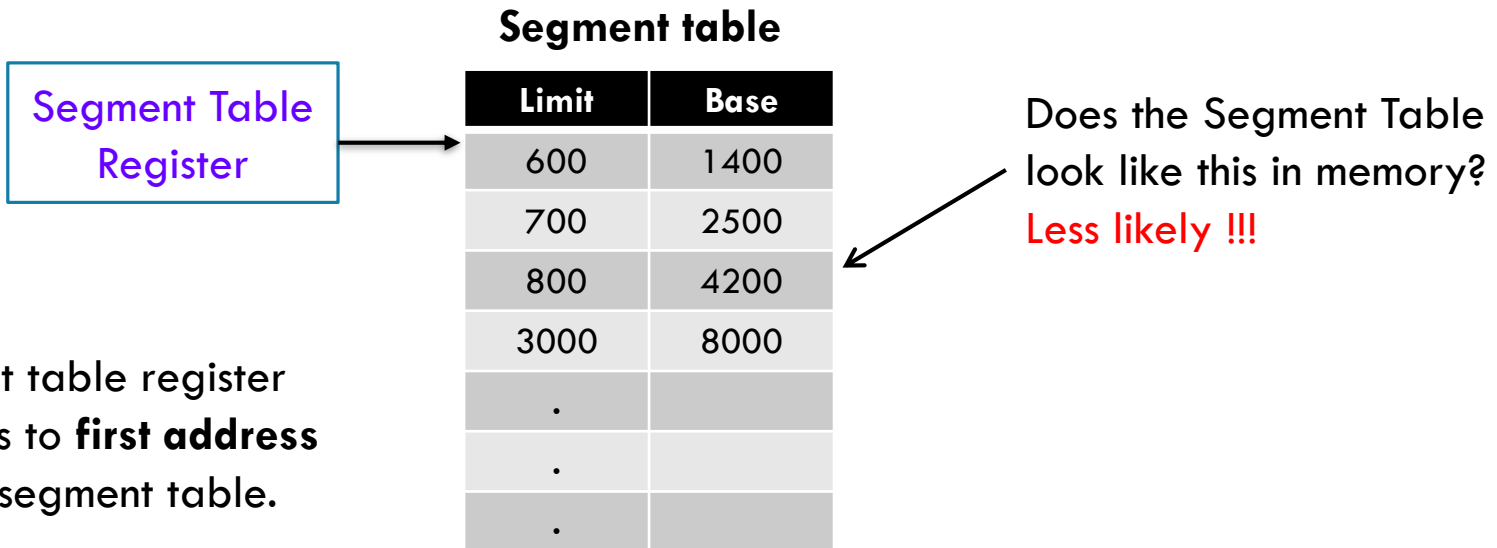 Segment table
Segment Table
Register
Limit Base
600 1400
700 2500
800 4200
3000 8000
.
.
.
Does the Segment Table
look like this in memory?
Less likely !!!
table register
to first address
segment table.